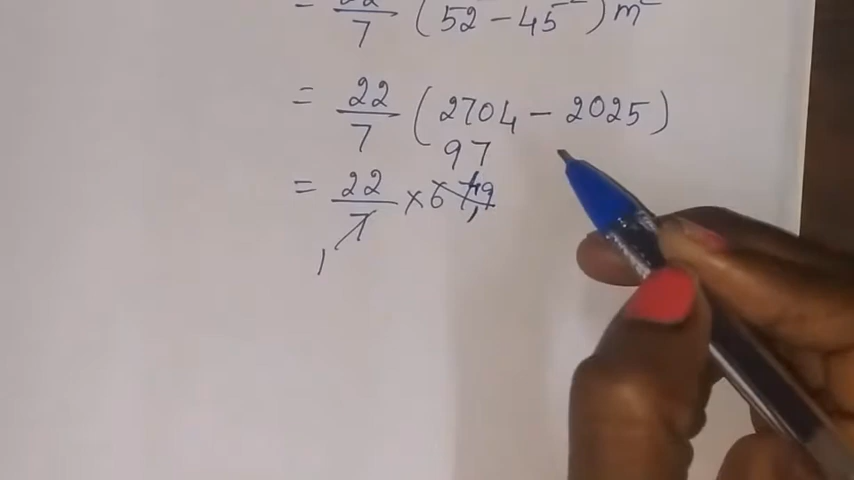 = 22/7 (52² - 45²) m²
= 22/7 (2704 - 2025)
97
= 22/7 × 679
1